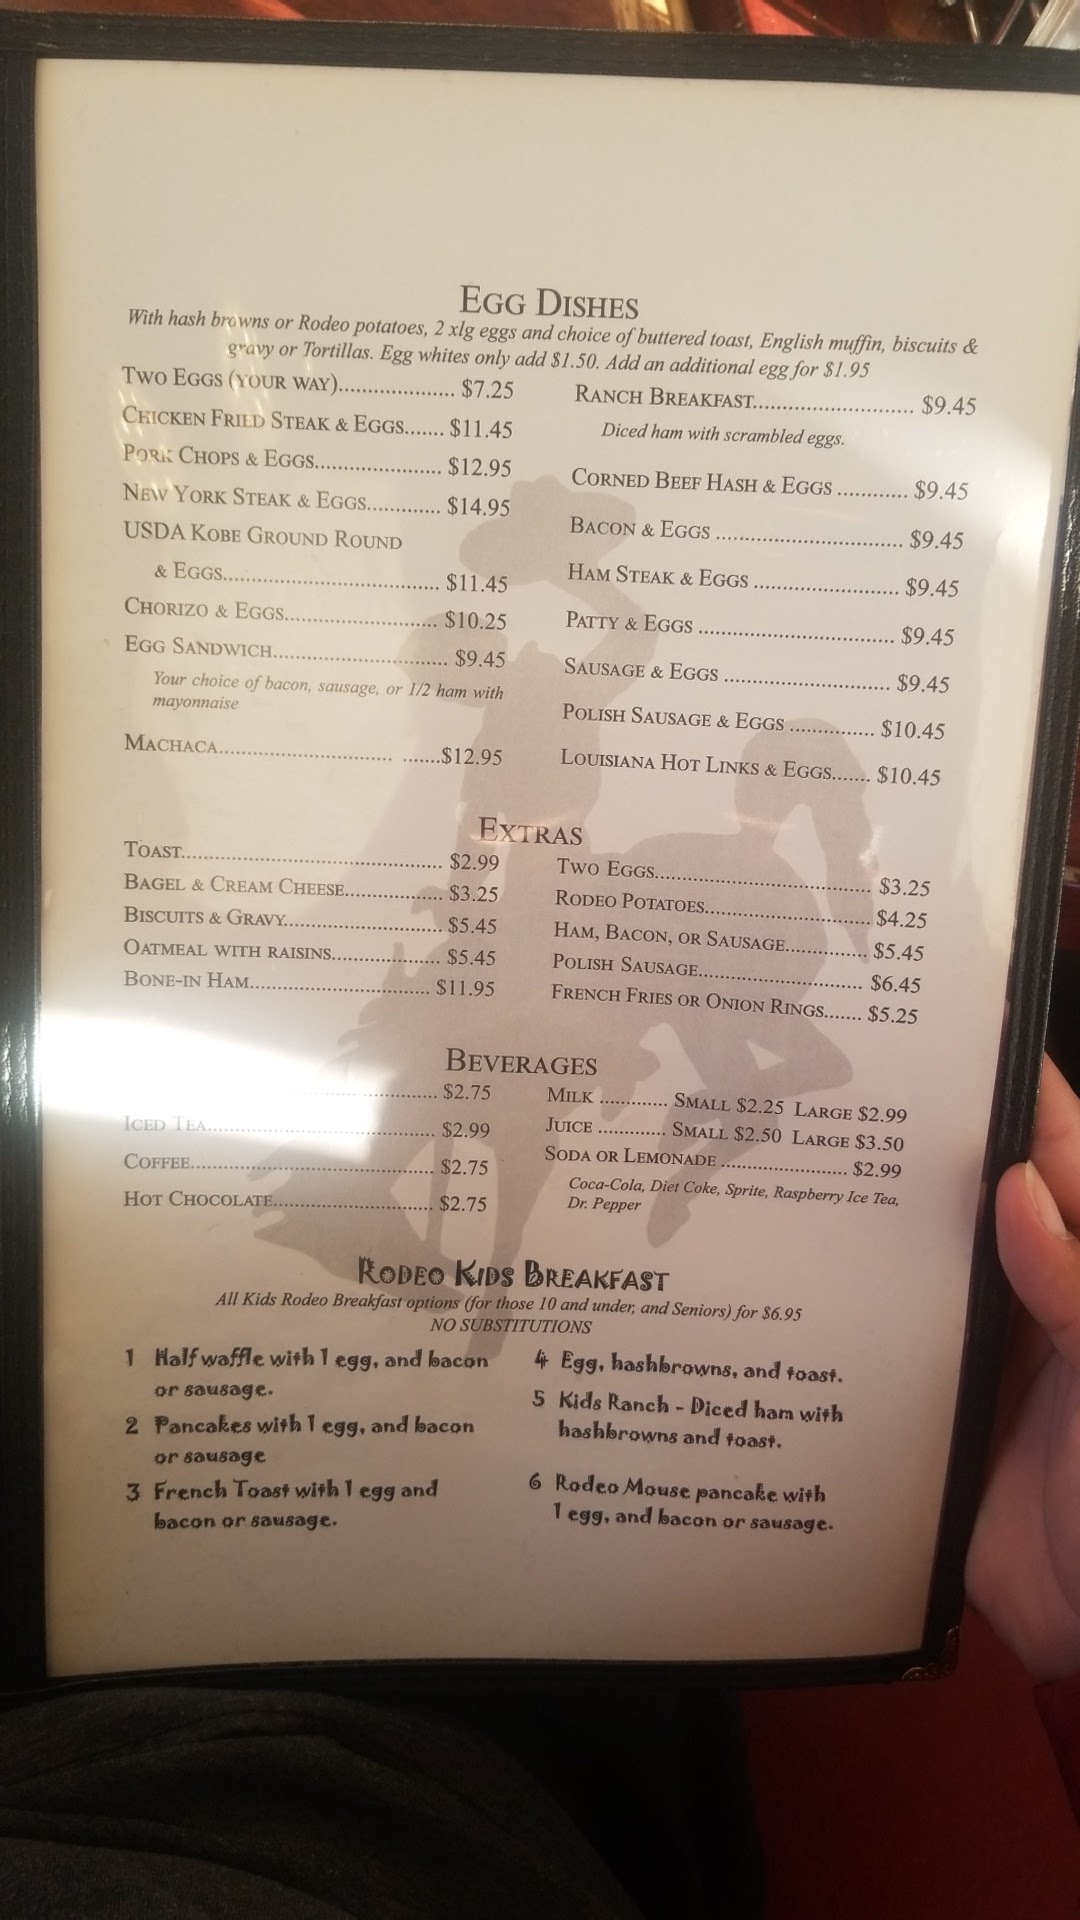 EGG DISHES
With hash browns or Rodeo potatoes, 2 xlg eggs and choice of buttered toast, English muffin, biscuits &
gravy or Tortillas. Egg whites only add $1.50. Add an additional egg for $1.95
TWO EGGS (YOUR WAY)................... $7.25
CHICKEN FRIED STEAK & EGGS....... $11.45
PORK CHOPS & EGGS..................... $12.95
NEW YORK STEAK & EGGS............ $14.95
USDA KOBE GROUND ROUND
& EGGS.................................... $11.45
CHORIZO & EGGS......................... $10.25
EGG SANDWICH............................ $9.45
Your choice of bacon, sausage, or 1/2 ham with
mayonnaise
MACHACA............................. .......$12.95
RANCH BREAKFAST........................... $9.45
Diced ham with scrambled eggs.
CORNED BEEF HASH & EGGS ............ $9.45
BACON & EGGS ............................... $9.45
HAM STEAK & EGGS ........................ $9.45
PATTY & EGGS ................................. $9.45
SAUSAGE & EGGS ............................ $9.45
POLISH SAUSAGE & EGGS .............. $10.45
LOUISIANA HOT LINKS & EGGS....... $10.45
EXTRAS
TOAST........................................... $2.99
BAGEL & CREAM CHEESE................ $3.25
BISCUITS & GRAVY.......................... $5.45
OATMEAL WITH RAISINS.................. $5.45
BONE-IN HAM.............................. $11.95
TWO EGGS.................................... $3.25
RODEO POTATOES........................... $4.25
HAM, BACON, OR SAUSAGE............. $5.45
POLISH SAUSAGE........................... $6.45
FRENCH FRIES OR ONION RINGS....... $5.25
BEVERAGES
$2.75
ICED TEA...................................... $2.99
COFFEE......................................... $2.75
HOT CHOCOLATE........................... $2.75
MILK ............ SMALL $2.25 LARGE $2.99
JUICE ............ SMALL $2.50 LARGE $3.50
SODA OR LEMONADE ..................... $2.99
Coca-Cola, Diet Coke, Sprite, Raspberry Ice Tea,
Dr. Pepper
RODEO KIDS BREAKFAST
All Kids Rodeo Breakfast options (for those 10 and under, and Seniors) for $6.95
NO SUBSTITUTIONS
1 Half waffle with 1 egg, and bacon
or sausage.
2 Pancakes with 1 egg, and bacon
or sausage
3 French Toast with 1 egg and
bacon or sausage.
4 Egg, hashbrowns, and toast.
5 Kids Ranch - Diced ham with
hashbrowns and toast.
6 Rodeo Mouse pancake with
1 egg, and bacon or sausage.